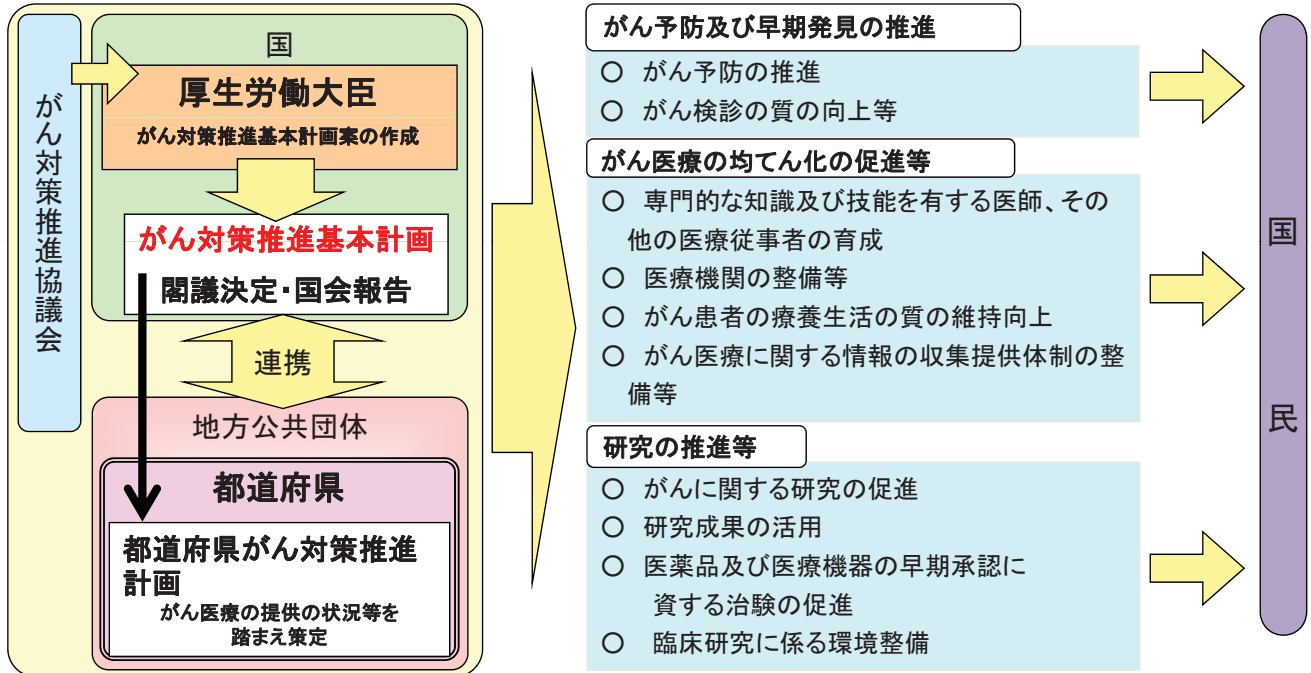 がん対策推進協議会
国
厚生労働大臣
がん対策推進基本計画案の作成
がん対策推進基本計画
閣議決定・国会報告
連携
地方公共団体
都道府県
都道府県がん対策推進
計画
がん医療の提供の状況等を
踏まえ策定
がん予防及び早期発見の推進
○ がん予防の推進
○ がん検診の質の向上等
がん医療の均てん化の促進等
○ 専門的な知識及び技能を有する医師、その
他の医療従事者の育成
○ 医療機関の整備等
○ がん患者の療養生活の質の維持向上
○ がん医療に関する情報の収集提供体制の整
備等
研究の推進等
○ がんに関する研究の促進
○ 研究成果の活用
○ 医薬品及び医療機器の早期承認に
資する治験の促進
○ 臨床研究に係る環境整備
国民